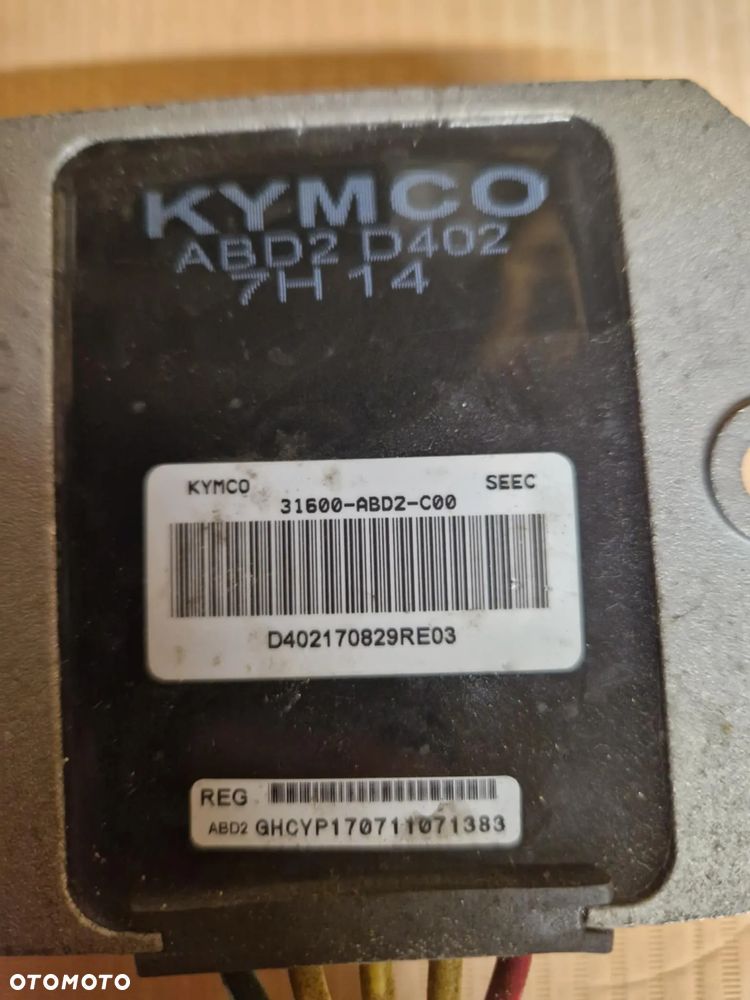 KYMCO
ABD2 D402
7H 14
KYMCO SEEC
31600-ABD2-C00
D402170829RE03
REG
ABD2 GHCYP170711071383
OTOMOTO